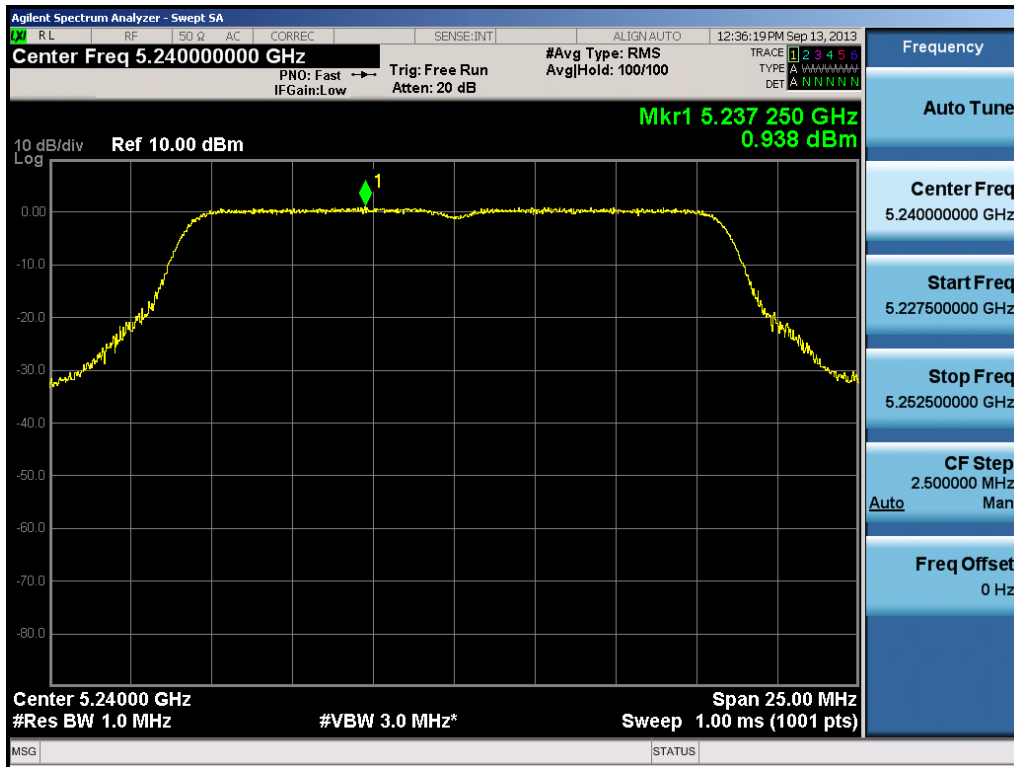 Agilent Spectrum Analyzer - Swept SA
LXI RL RF 50 Ω AC CORREC SENSE:INT ALIGN AUTO 12:36:19 PM Sep 13, 2013
Center Freq 5.240000000 GHz
PNO: Fast
IFGain:Low
Trig: Free Run
Atten: 20 dB
#Avg Type: RMS
Avg|Hold: 100/100
TRACE 1 2 3 4 5 6
TYPE A WWWWW
DET A N N N N N
Mkr1 5.237 250 GHz
0.938 dBm
10 dB/div Ref 10.00 dBm
Log
1
0.00
-10.0
-20.0
-30.0
-40.0
-50.0
-60.0
-70.0
-80.0
Center 5.24000 GHz Span 25.00 MHz
#Res BW 1.0 MHz #VBW 3.0 MHz* Sweep 1.00 ms (1001 pts)
MSG STATUS
Frequency
Auto Tune
Center Freq
5.240000000 GHz
Start Freq
5.227500000 GHz
Stop Freq
5.252500000 GHz
CF Step
2.500000 MHz
Auto Man
Freq Offset
0 Hz